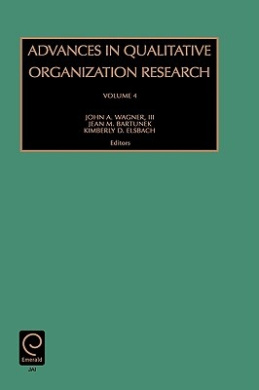 ADVANCES IN QUALITATIVE
ORGANIZATION RESEARCH
VOLUME 4
JOHN A. WAGNER, III
JEAN M. BARTUNEK
KIMBERLY D. ELSBACH
Editors
Emerald
JAI